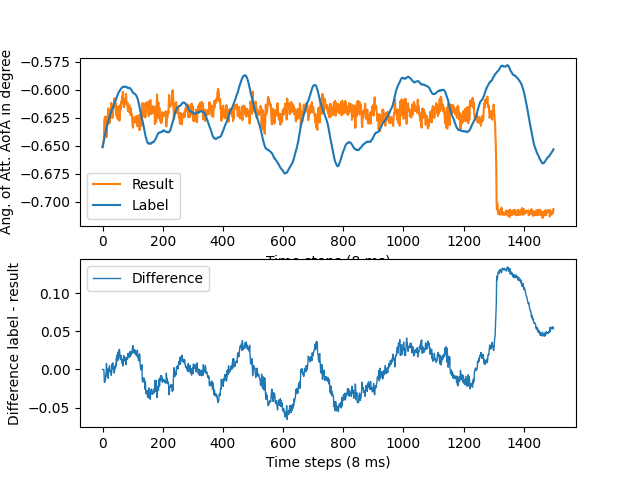 Ang. of Att. AofA in degree
−0.575
−0.600
−0.625
−0.650
−0.675
−0.700
Result
Label
0 200 400 600 800 1000 1200 1400
Time steps (8 ms)
Difference label - result
0.10
0.05
0.00
−0.05
Difference
0 200 400 600 800 1000 1200 1400
Time steps (8 ms)